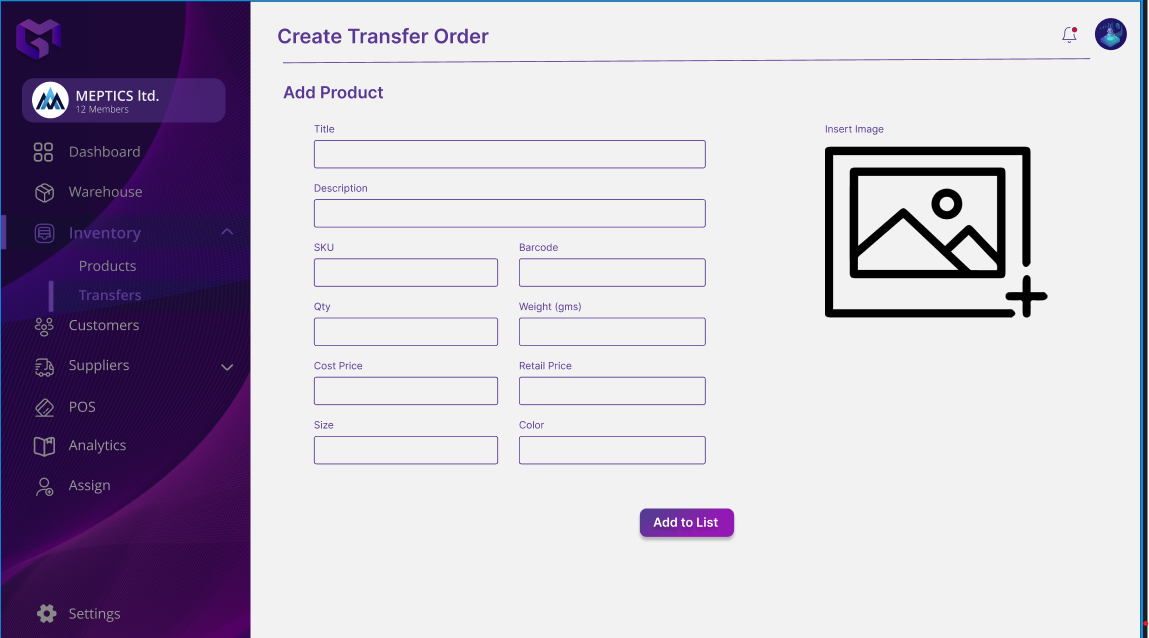 Create Transfer Order
MEPTICS ltd.
12 Members
Dashboard
Warehouse
Inventory
Products
Transfers
Customers
Suppliers
POS
Analytics
Assign
Settings
Add Product
Title
Insert Image
Description
SKU
Barcode
Qty
Weight (gms)
Cost Price
Retail Price
Size
Color
Add to List